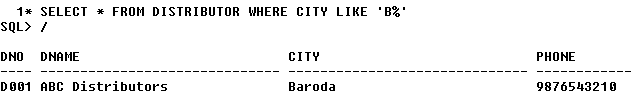 1* SELECT * FROM DISTRIBUTOR WHERE CITY LIKE 'B%'
SQL> /
DNO DNAME CITY PHONE
---- ------------------------------ ------------------------------ ----------
D001 ABC Distributors Baroda 9876543210